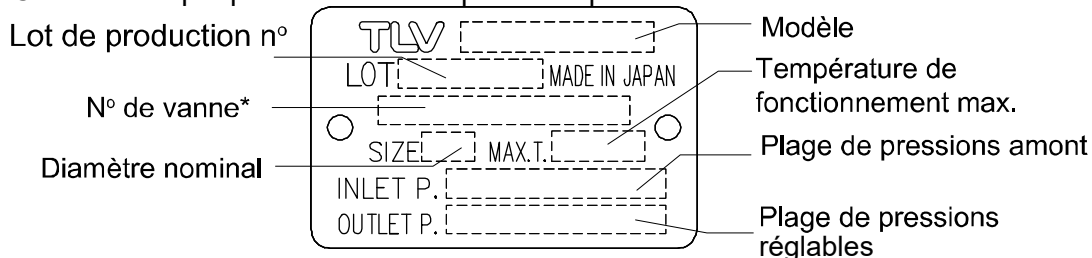 Lot de production nº
TLV
Modèle
LOT
MADE IN JAPAN
Température de
fonctionnement max.
Nº de vanne*
SIZE
MAX.T.
Diamètre nominal
Plage de pressions amont
INLET P.
OUTLET P.
Plage de pressions
réglables